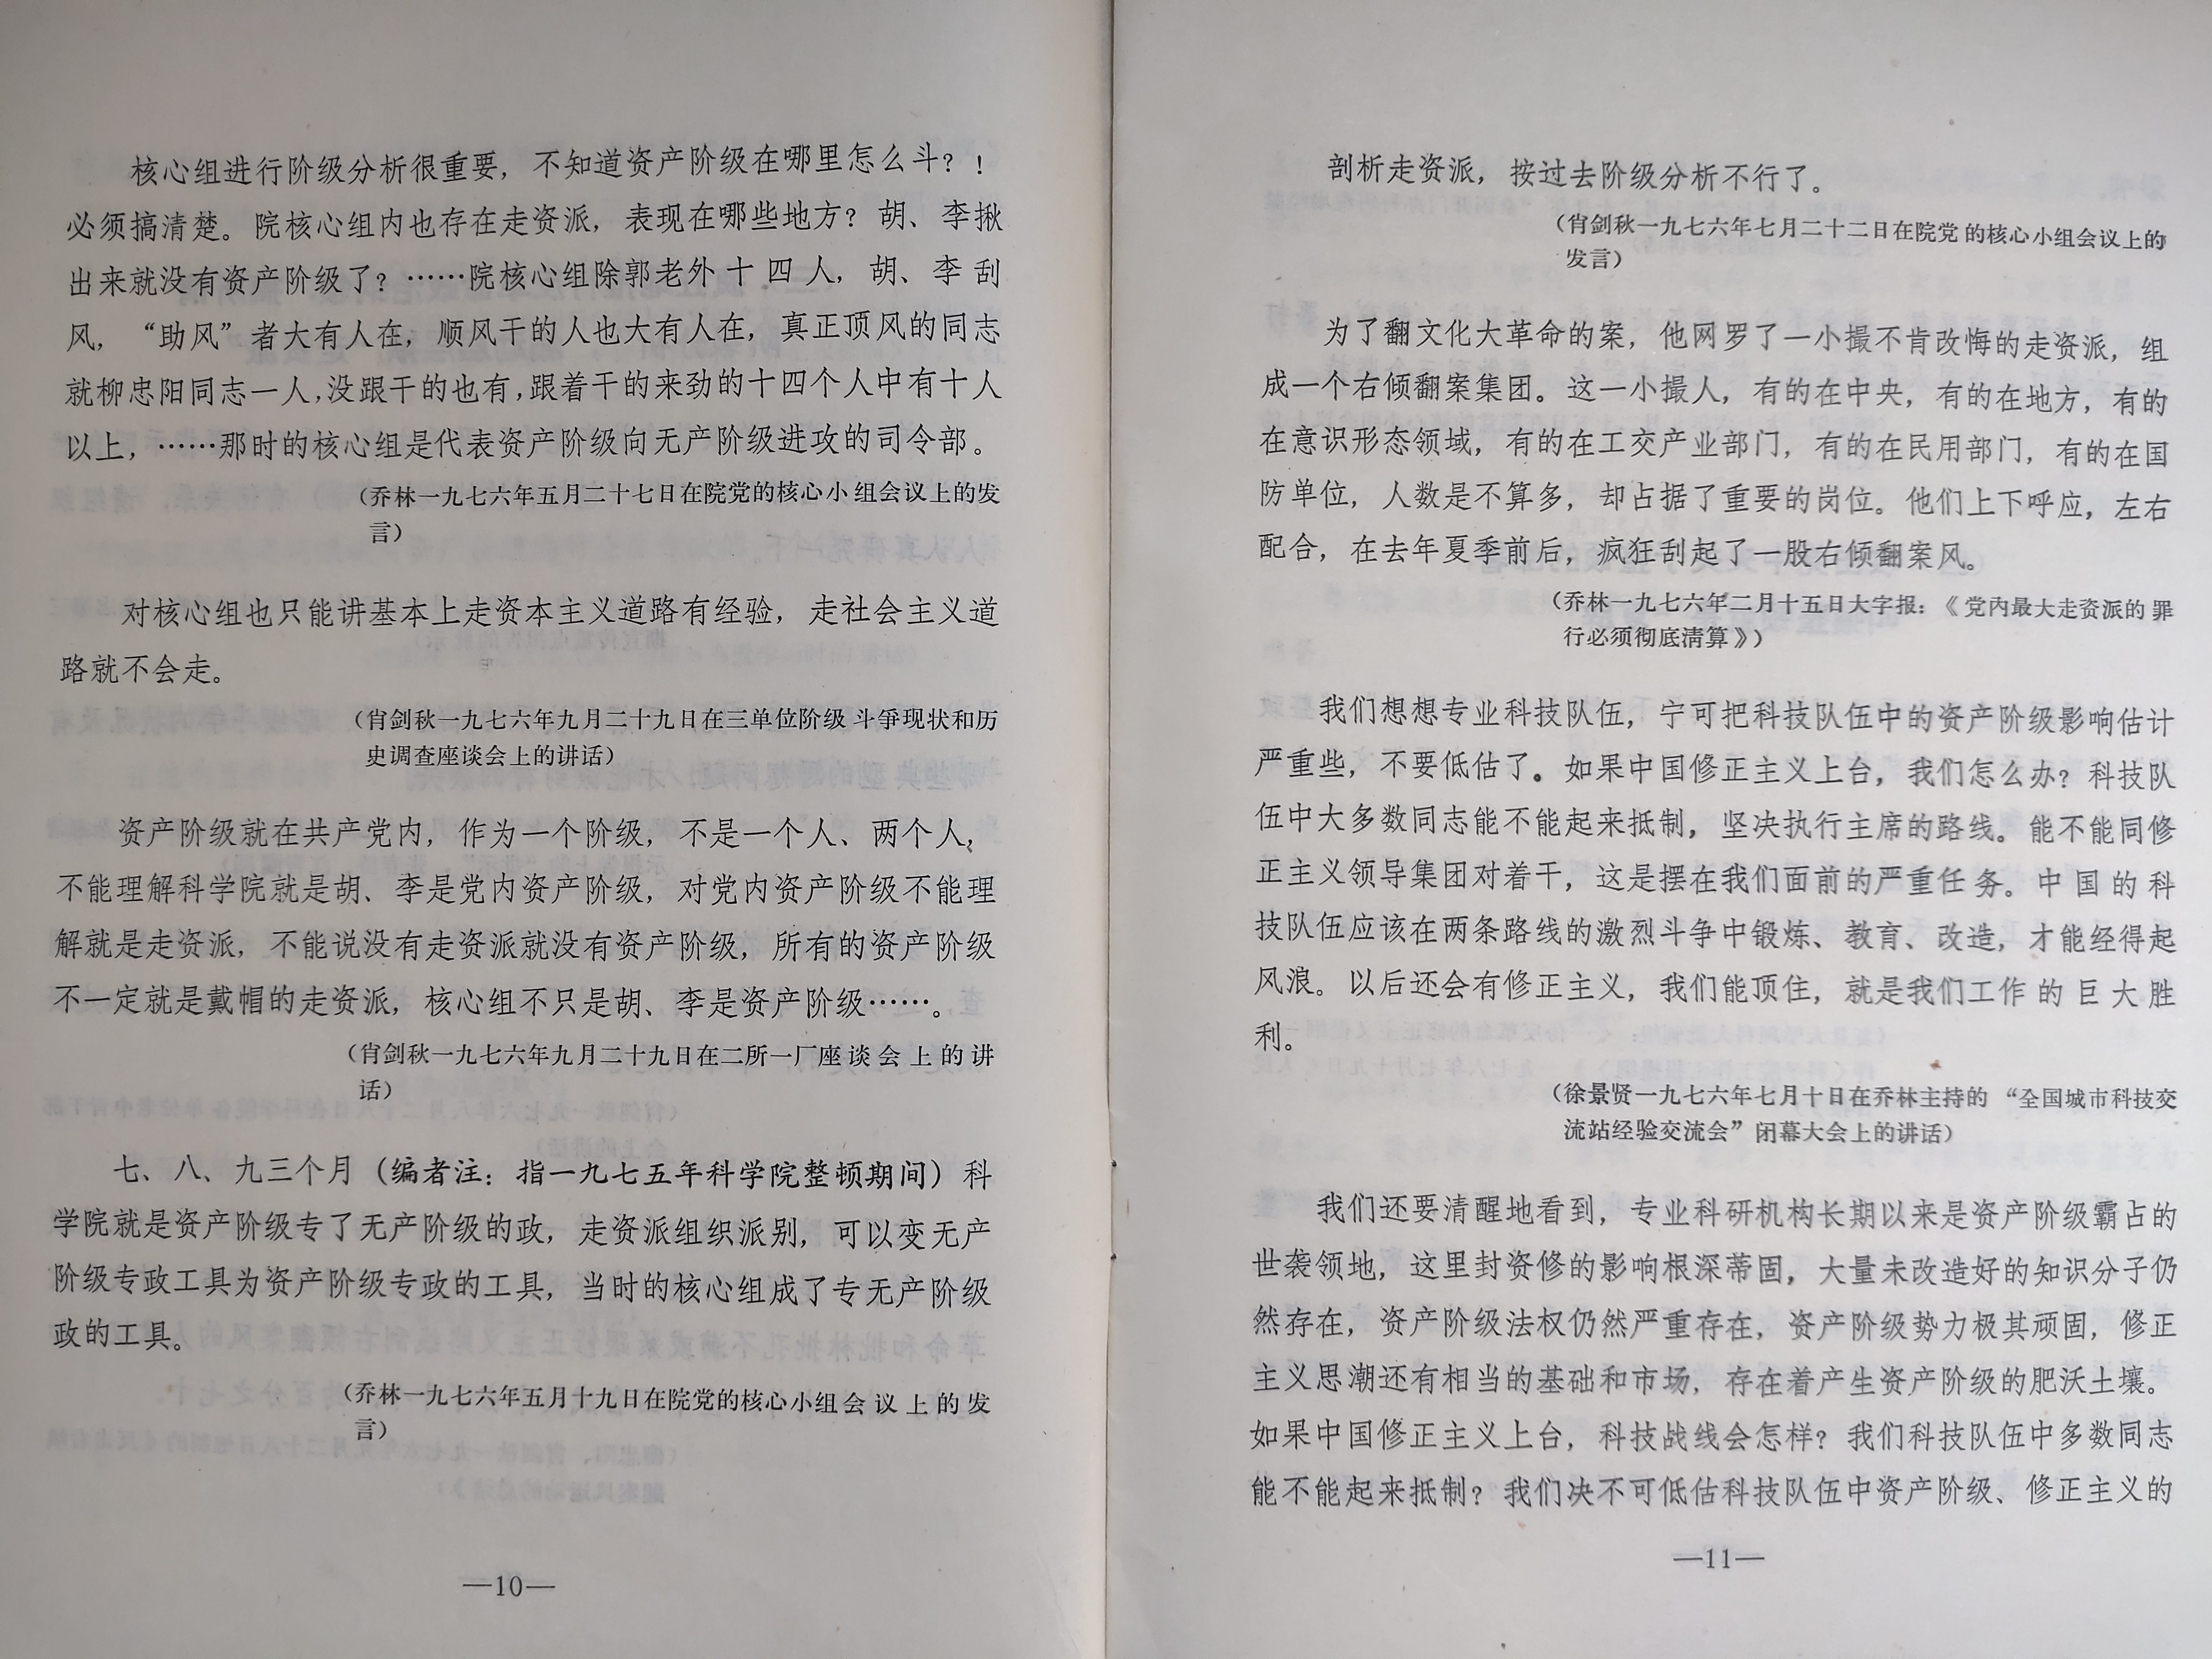 核心组进行阶级分析很重要，不知道资产阶级在哪里怎么斗？！
必须搞清楚。院核心组内也存在走资派，表现在哪些地方？胡、李揪
出来就没有资产阶级了？……院核心组除郭老外十四人，胡、李刮
风，“助风”者大有人在，顺风干的人也大有人在，真正顶风的同志
就柳忠阳同志一人，没跟干的也有，跟着干的来劲的十四个人中有十人
以上，……那时的核心组是代表资产阶级向无产阶级进攻的司令部。
（乔林一九七六年五月二十七日在院党的核心小组会议上的发
言）
对核心组也只能讲基本上走资本主义道路有经验，走社会主义道
路就不会走。
（肖剑秋一九七六年九月二十九日在三单位阶级斗争现状和历
史调查座谈会上的讲话）
资产阶级就在共产党内，作为一个阶级，不是一个人、两个人，
不能理解科学院就是胡、李是党内资产阶级，对党内资产阶级不能理
解就是走资派，不能说没有走资派就没有资产阶级，所有的资产阶级
不一定就是戴帽的走资派，核心组不只是胡、李是资产阶级……。
（肖剑秋一九七六年九月二十九日在二所一厂座谈会上的讲
话）
七、八、九三个月（编者注：指一九七五年科学院整顿期间）科
学院就是资产阶级专了无产阶级的政，走资派组织派别，可以变无产
阶级专政工具为资产阶级专政的工具，当时的核心组成了专无产阶级
政的工具。
（乔林一九七六年五月十九日在院党的核心小组会议上的发
言）
—10—
剖析走资派，按过去阶级分析不行了。
（肖剑秋一九七六年七月二十二日在院党的核心小组会议上的
发言）
为了翻文化大革命的案，他网罗了一小撮不肯改悔的走资派，组
成一个右倾翻案集团。这一小撮人，有的在中央，有的在地方，有的
在意识形态领域，有的在工交产业部门，有的在民用部门，有的在国
防单位，人数是不算多，却占据了重要的岗位。他们上下呼应，左右
配合，在去年夏季前后，疯狂刮起了一股右倾翻案风。
（乔林一九七六年二月十五日大字报：《党内最大走资派的罪
行必须彻底清算》）
我们想想专业科技队伍，宁可把科技队伍中的资产阶级影响估计
严重些，不要低估了。如果中国修正主义上台，我们怎么办？科技队
伍中大多数同志能不能起来抵制，坚决执行主席的路线。能不能同修
正主义领导集团对着干，这是摆在我们面前的严重任务。中国的科
技队伍应该在两条路线的激烈斗争中锻炼、教育、改造，才能经得起
风浪。以后还会有修正主义，我们能顶住，就是我们工作的巨大胜
利。
（徐景贤一九七六年七月十日在乔林主持的“全国城市科技交
流站经验交流会”闭幕大会上的讲话）
我们还要清醒地看到，专业科研机构长期以来是资产阶级霸占的
世袭领地，这里封资修的影响根深蒂固，大量未改造好的知识分子仍
然存在，资产阶级法权仍然严重存在，资产阶级势力极其顽固，修正
主义思潮还有相当的基础和市场，存在着产生资产阶级的肥沃土壤。
如果中国修正主义上台，科技战线会怎样？我们科技队伍中多数同志
能不能起来抵制？我们决不可低估科技队伍中资产阶级、修正主义的
—11—